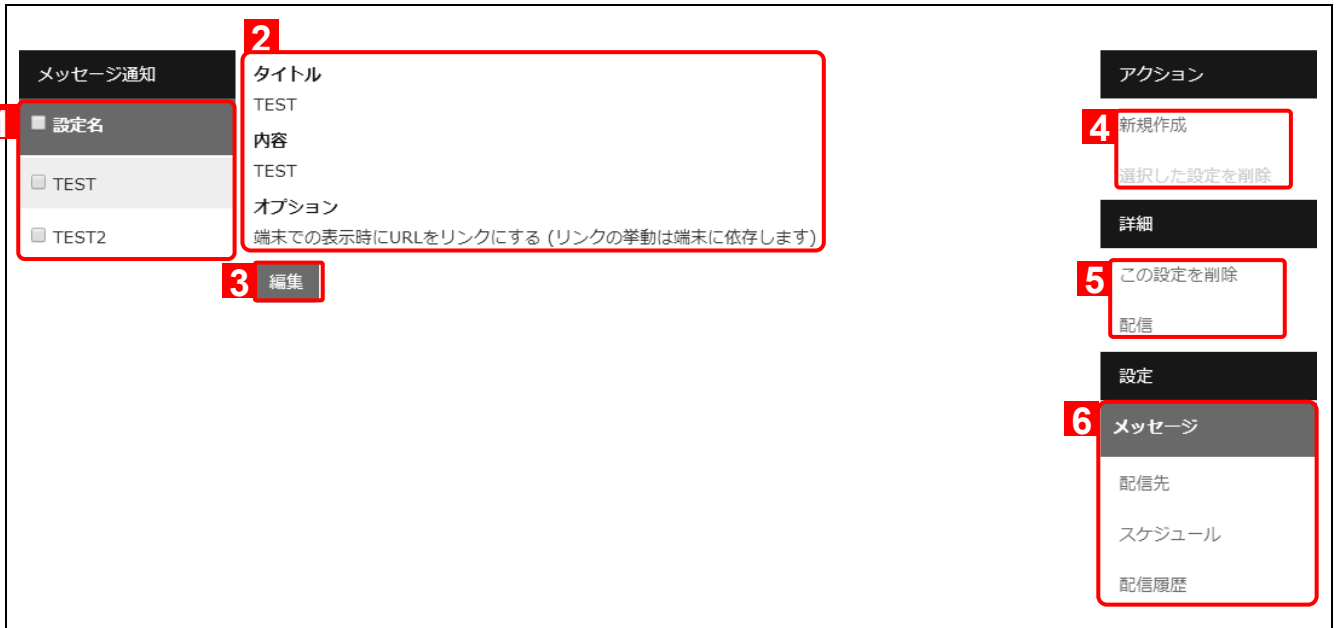 メッセージ通知
1
設定名
TEST
TEST2
2
タイトル
TEST
内容
TEST
オプション
端末での表示時にURLをリンクにする (リンクの挙動は端末に依存します)
3
編集
アクション
4
新規作成
選択した設定を削除
詳細
5
この設定を削除
配信
設定
6
メッセージ
配信先
スケジュール
配信履歴